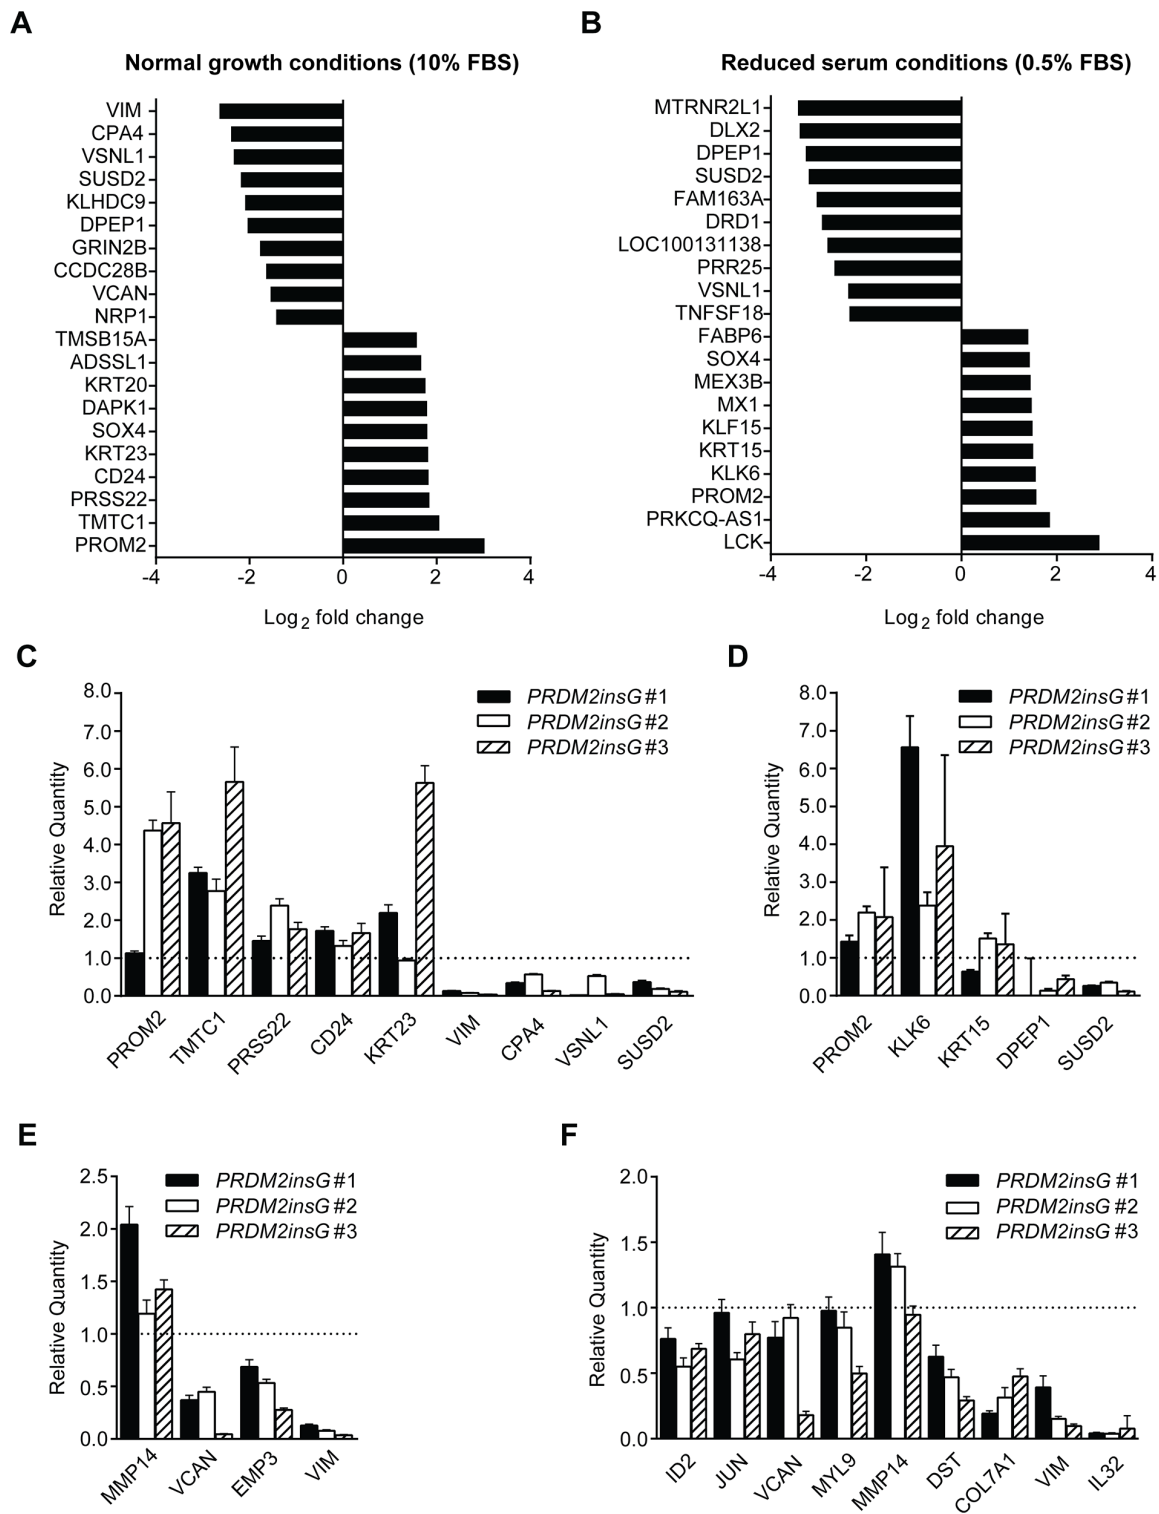 A
Normal growth conditions (10% FBS)
VIM
CPA4
VSNL1
SUSD2
KLHDC9
DPEP1
GRIN2B
CCDC28B
VCAN
NRP1
TMSB15A
ADSSL1
KRT20
DAPK1
SOX4
KRT23
CD24
PRSS22
TMTC1
PROM2
-4 -2 0 2 4
Log2 fold change
B
Reduced serum conditions (0.5% FBS)
MTRNR2L1
DLX2
DPEP1
SUSD2
FAM163A
DRD1
LOC100131138
PRR25
VSNL1
TNFSF18
FABP6
SOX4
MEX3B
MX1
KLF15
KRT15
KLK6
PROM2
PRKCQ-AS1
LCK
-4 -2 0 2 4
Log2 fold change
C
8.0
7.0
6.0
5.0
4.0
3.0
2.0
1.0
0.0
Relative Quantity
PRDM2insG #1
PRDM2insG #2
PRDM2insG #3
PROM2 TMTC1 PRSS22 CD24 KRT23 VIM CPA4 VSNL1 SUSD2
D
8.0
7.0
6.0
5.0
4.0
3.0
2.0
1.0
0.0
Relative Quantity
PRDM2insG #1
PRDM2insG #2
PRDM2insG #3
PROM2 KLK6 KRT15 DPEP1 SUSD2
E
2.5
2.0
1.5
1.0
0.5
0.0
Relative Quantity
PRDM2insG #1
PRDM2insG #2
PRDM2insG #3
MMP14 VCAN EMP3 VIM
F
2.0
1.5
1.0
0.5
0.0
Relative Quantity
PRDM2insG #1
PRDM2insG #2
PRDM2insG #3
ID2 JUN VCAN MYL9 MMP14 DST COL7A1 VIM IL32